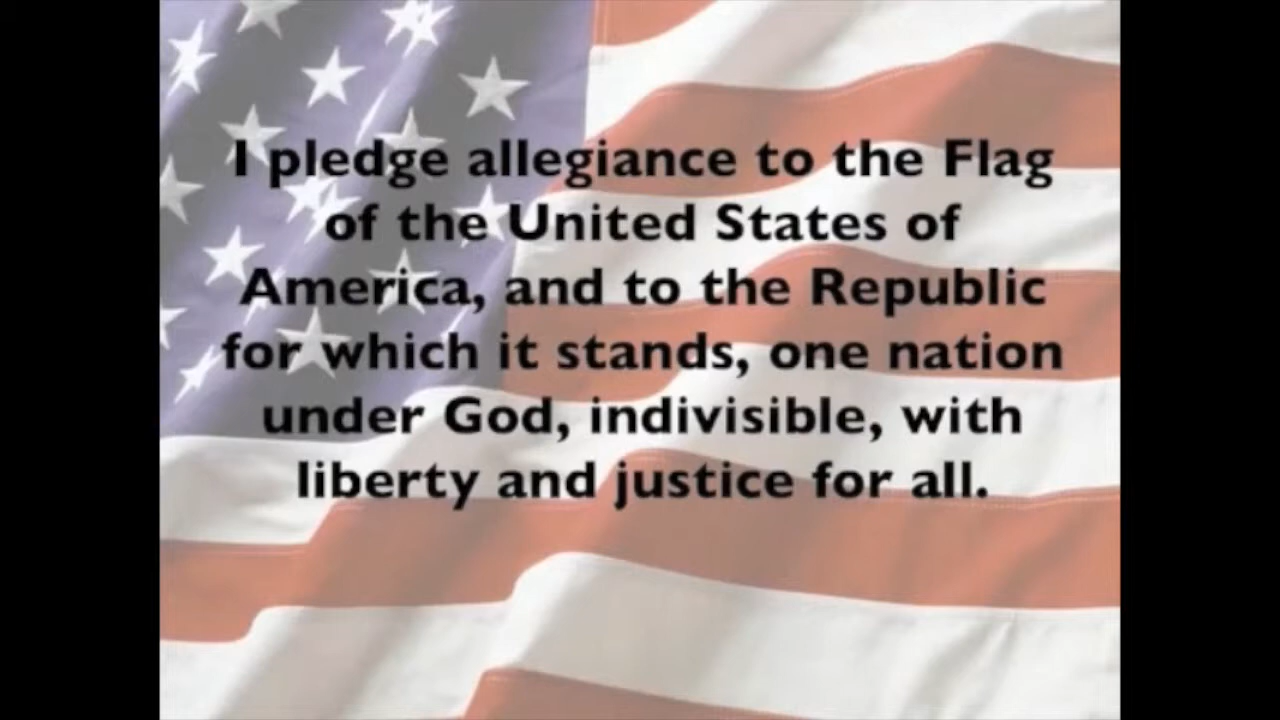 I pledge allegiance to the Flag
of the United States of
America, and to the Republic
for which it stands, one nation
under God, indivisible, with
liberty and justice for all.